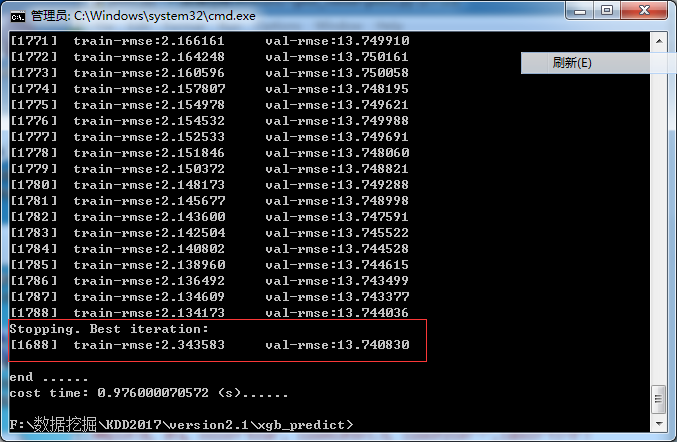 管理员: C:\Windows\system32\cmd.exe
[1771] train-rmse:2.166161 val-rmse:13.749910
[1772] train-rmse:2.164248 val-rmse:13.750161
刷新(E)
[1773] train-rmse:2.160596 val-rmse:13.750058
[1774] train-rmse:2.157807 val-rmse:13.748195
[1775] train-rmse:2.154978 val-rmse:13.749621
[1776] train-rmse:2.154532 val-rmse:13.749988
[1777] train-rmse:2.152533 val-rmse:13.749691
[1778] train-rmse:2.151846 val-rmse:13.748060
[1779] train-rmse:2.150372 val-rmse:13.748821
[1780] train-rmse:2.148173 val-rmse:13.749288
[1781] train-rmse:2.145677 val-rmse:13.748998
[1782] train-rmse:2.143600 val-rmse:13.747591
[1783] train-rmse:2.142504 val-rmse:13.745522
[1784] train-rmse:2.140802 val-rmse:13.744528
[1785] train-rmse:2.138960 val-rmse:13.744615
[1786] train-rmse:2.136492 val-rmse:13.743499
[1787] train-rmse:2.134609 val-rmse:13.743377
[1788] train-rmse:2.134173 val-rmse:13.744036
Stopping. Best iteration:
[1688] train-rmse:2.343583 val-rmse:13.740830
end ......
cost time: 0.976000070572 (s)......
F:\数据挖掘\KDD2017\version2.1\xgb_predict>